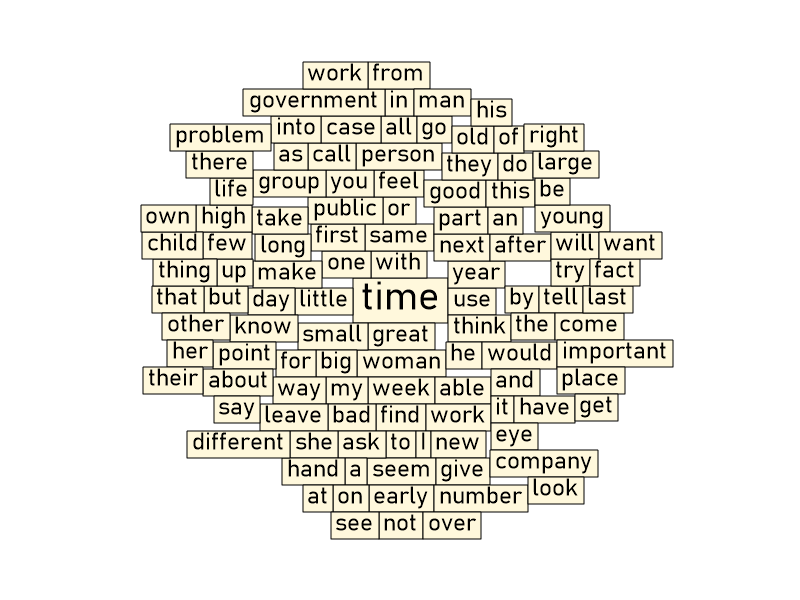 work from
government in man his
problem into case all go old of right
there as call person they do large
life group you feel good this be
own high take public or part an young
child few long first same next after will want
thing up make one with year try fact
that but day little time use by tell last
other know small great think the come
her point for big woman he would important
their about way my week able and place
say leave bad find work it have get
different she ask to I new eye
hand a seem give company
at on early number look
see not over